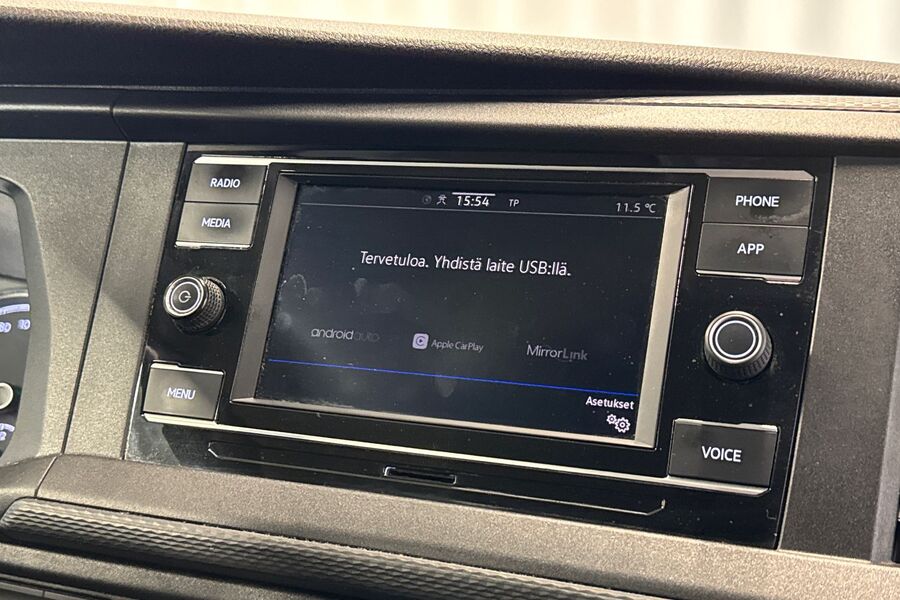 RADIO
MEDIA
MENU
15:54 TP
11.5 °C
Tervetuloa. Yhdistä laite USB:llä.
androidauto
Apple CarPlay
MirrorLink
Asetukset
PHONE
APP
VOICE